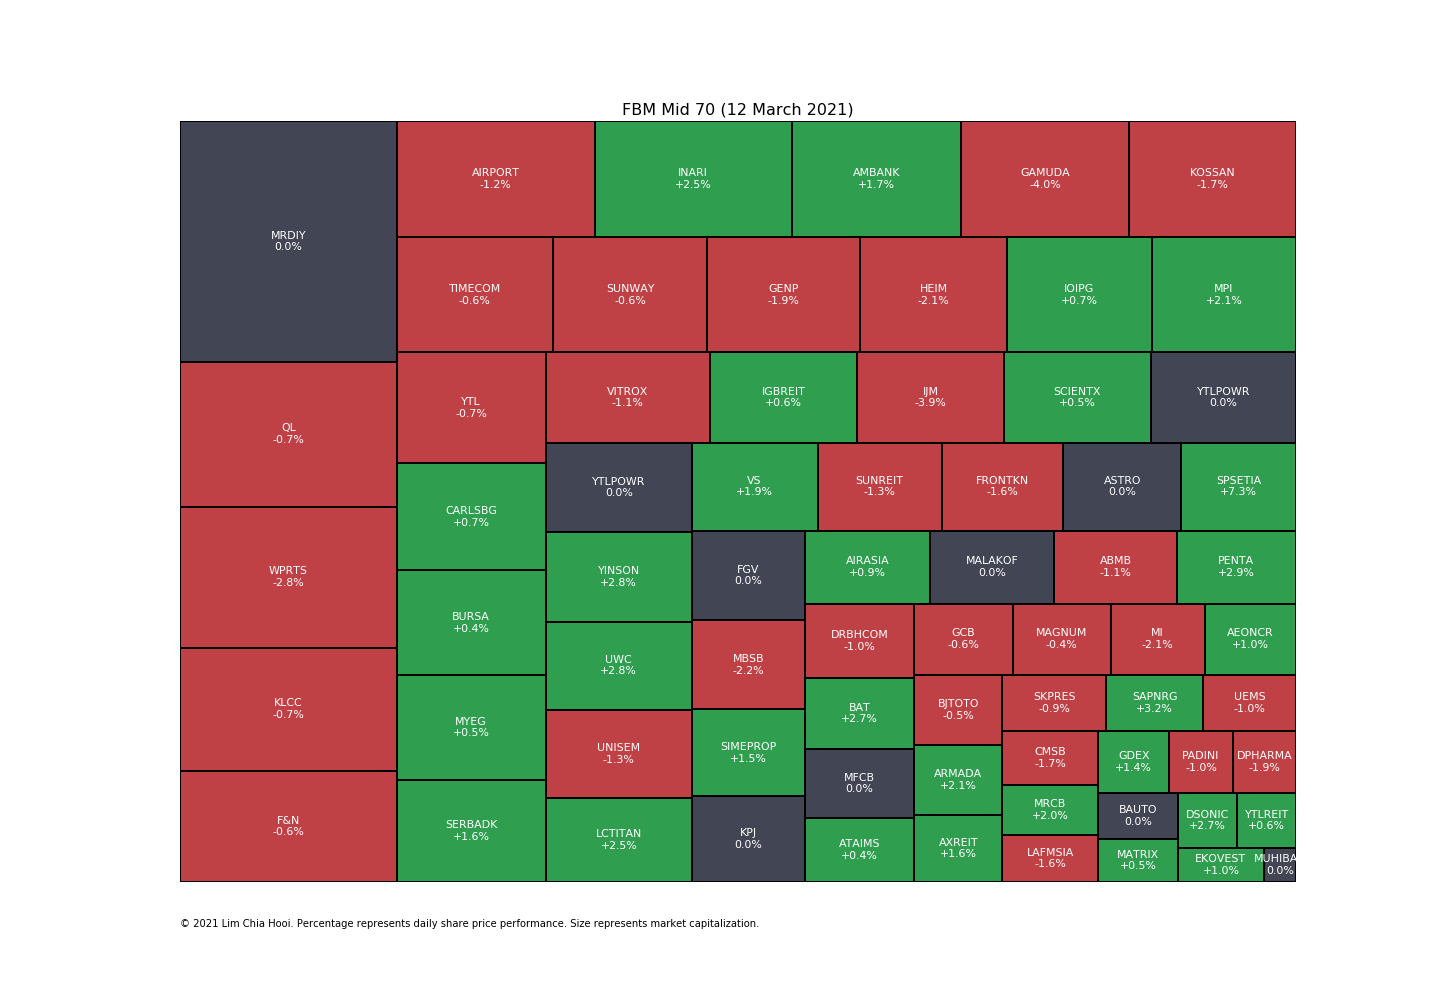 FBM Mid 70 (12 March 2021)
MRDIY
0.0%
QL
-0.7%
WPRTS
-2.8%
KLCC
-0.7%
F&N
-0.6%
AIRPORT
-1.2%
INARI
+2.5%
AMBANK
+1.7%
GAMUDA
-4.0%
KOSSAN
-1.7%
TIMECOM
-0.6%
SUNWAY
-0.6%
GENP
-1.9%
HEIM
-2.1%
IOIPG
+0.7%
MPI
+2.1%
YTL
-0.7%
CARLSBG
+0.7%
BURSA
+0.4%
MYEG
+0.5%
SERBADK
+1.6%
VITROX
-1.1%
IGBREIT
+0.6%
IJM
-3.9%
SCIENTX
+0.5%
YTLPOWR
0.0%
YTLPOWR
0.0%
YINSON
+2.8%
UWC
+2.8%
UNISEM
-1.3%
LCTITAN
+2.5%
VS
+1.9%
SUNREIT
-1.3%
FRONTKN
-1.6%
ASTRO
0.0%
SPSETIA
+7.3%
FGV
0.0%
MBSB
-2.2%
SIMEPROP
+1.5%
KPJ
0.0%
AIRASIA
+0.9%
MALAKOF
0.0%
ABMB
-1.1%
PENTA
+2.9%
DRBHCOM
-1.0%
BAT
+2.7%
MFCB
0.0%
ATAIMS
+0.4%
GCB
-0.6%
MAGNUM
-0.4%
MI
-2.1%
AEONCR
+1.0%
BJTOTO
-0.5%
ARMADA
+2.1%
AXREIT
+1.6%
SKPRES
-0.9%
SAPNRG
+3.2%
UEMS
-1.0%
CMSB
-1.7%
MRCB
+2.0%
LAFMSIA
-1.6%
GDEX
+1.4%
PADINI
-1.0%
DPHARMA
-1.9%
BAUTO
0.0%
MATRIX
+0.5%
DSONIC
+2.7%
YTLREIT
+0.6%
EKOVEST
+1.0%
0.0%
© 2021 Lim Chia Hooi. Percentage represents daily share price performance. Size represents market capitalization.